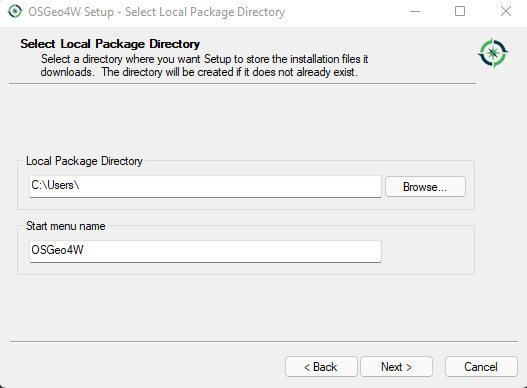 OSGeo4W Setup - Select Local Package Directory
Select Local Package Directory
Select a directory where you want Setup to store the installation files it
downloads. The directory will be created if it does not already exist.
Local Package Directory
C:\Users\
Browse...
Start menu name
OSGeo4W
< Back
Next >
Cancel